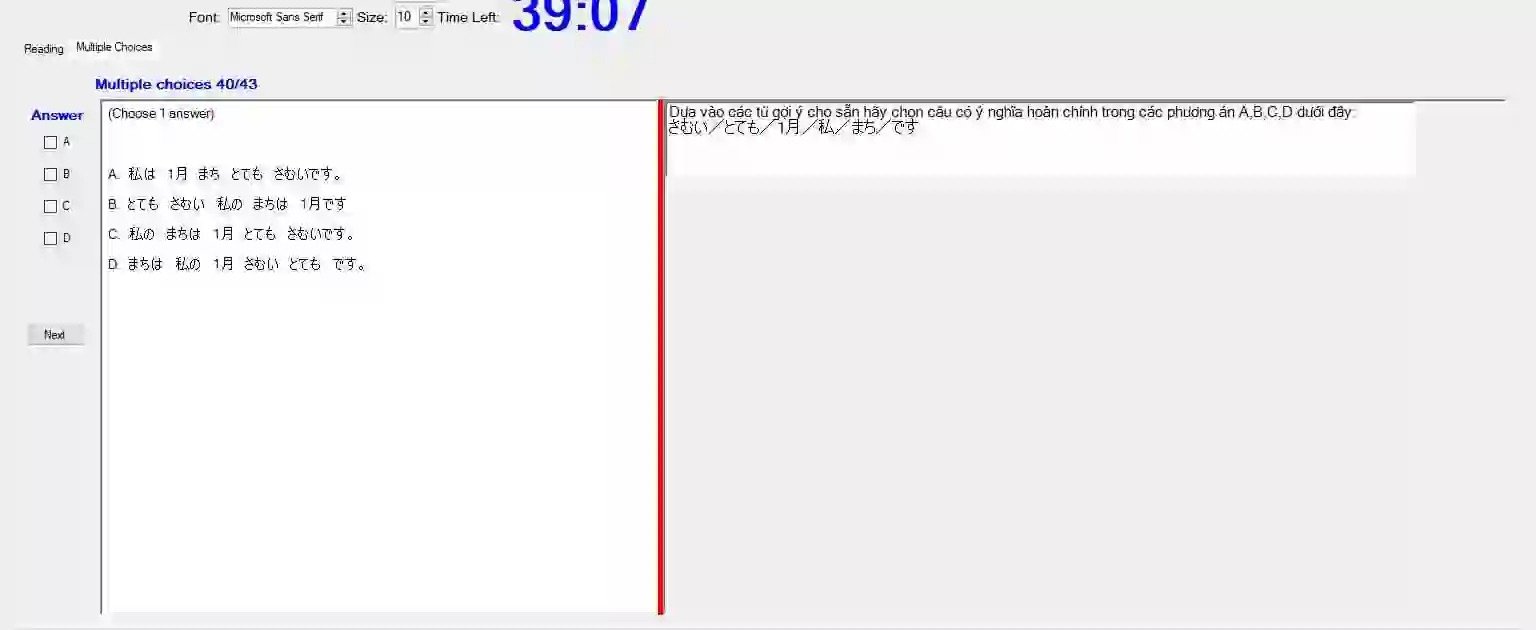 Font: Microsoft Sans Serif Size: 10 Time Left: 39:07
Reading Multiple Choices
Multiple choices 40/43
Answer
A
B
C
D
Next
(Choose 1 answer)
A. 私は 1月 まち とても さむいです。
B. とても さむい 私の まちは 1月です
C. 私の まちは 1月 とても さむいです。
D. まちは 私の 1月 さむい とても です。
Dựa vào các từ gợi ý cho sẵn hãy chọn câu có ý nghĩa hoàn chỉnh trong các phương án A,B,C,D dưới đây:
さむい／とても／1月／私／まち／です